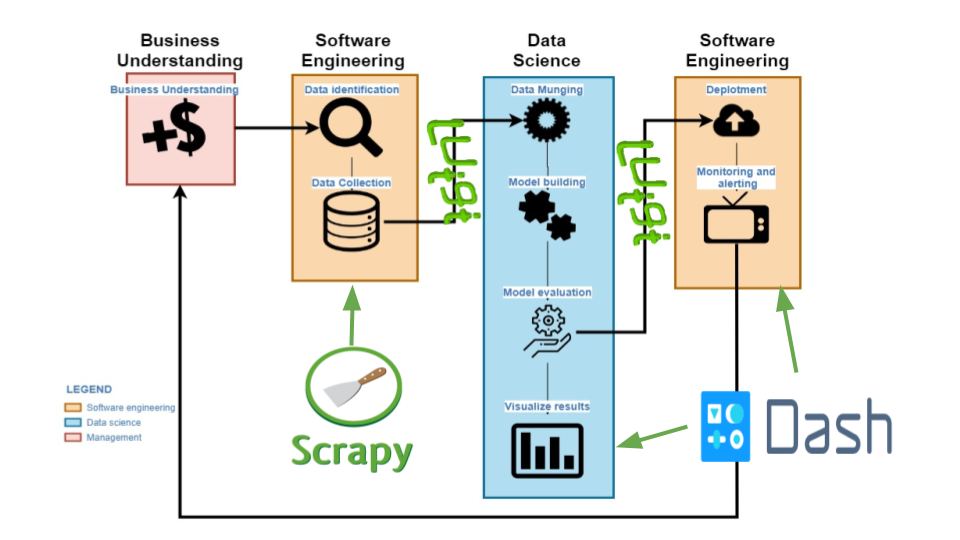 Business
Understanding
Software
Engineering
Data
Science
Software
Engineering
Business Understanding
Data identification
Data Collection
Luigi
Data Munging
Model building
Model evaluation
Visualize results
Luigi
Deplotment
Monitoring and
alerting
LEGEND
Software engineering
Data science
Management
Scrapy
Dash